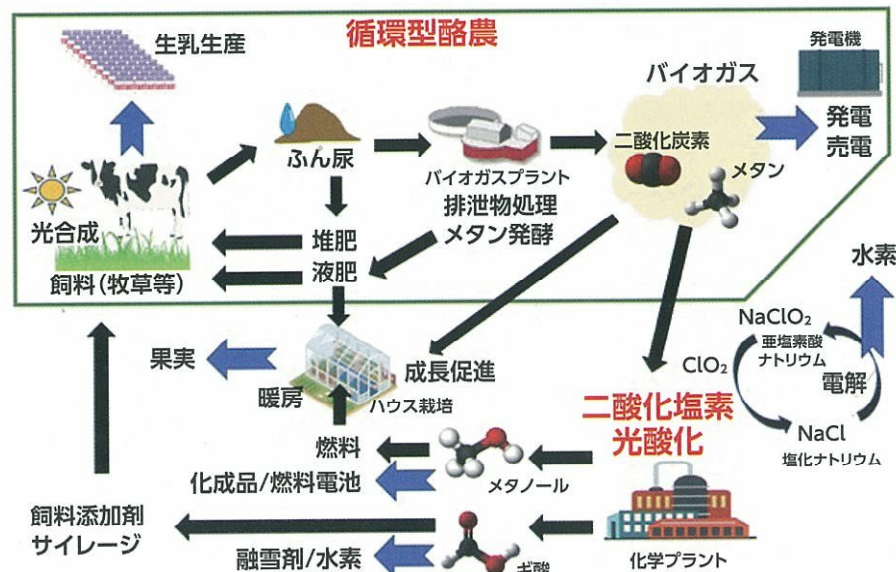 循環型酪農
生乳生産
発電機
バイオガス
二酸化炭素
メタン
発電
売電
ふん尿
バイオガスプラント
排泄物処理
メタン発酵
光合成
堆肥
液肥
飼料(牧草等)
水素
NaClO₂
亜塩素酸
ナトリウム
ClO₂
電解
NaCl
塩化ナトリウム
果実
成長促進
暖房
ハウス栽培
二酸化塩素
光酸化
燃料
メタノール
化成品/燃料電池
飼料添加剤
サイレージ
融雪剤/水素
ギ酸
化学プラント